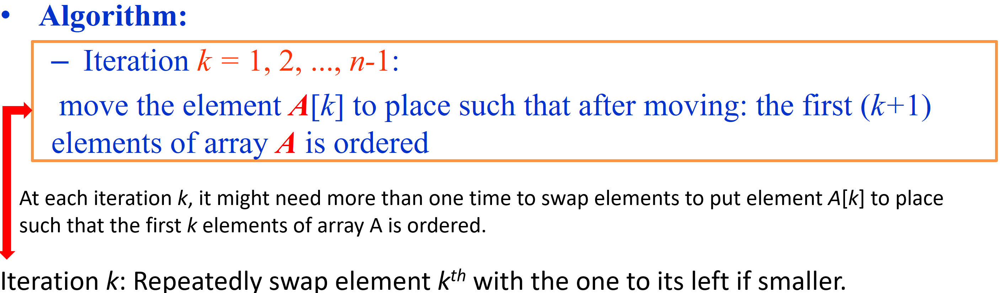 • Algorithm:
– Iteration k = 1, 2, ..., n-1:
move the element A[k] to place such that after moving: the first (k+1)
elements of array A is ordered
At each iteration k, it might need more than one time to swap elements to put element A[k] to place
such that the first k elements of array A is ordered.
Iteration k: Repeatedly swap element kth with the one to its left if smaller.